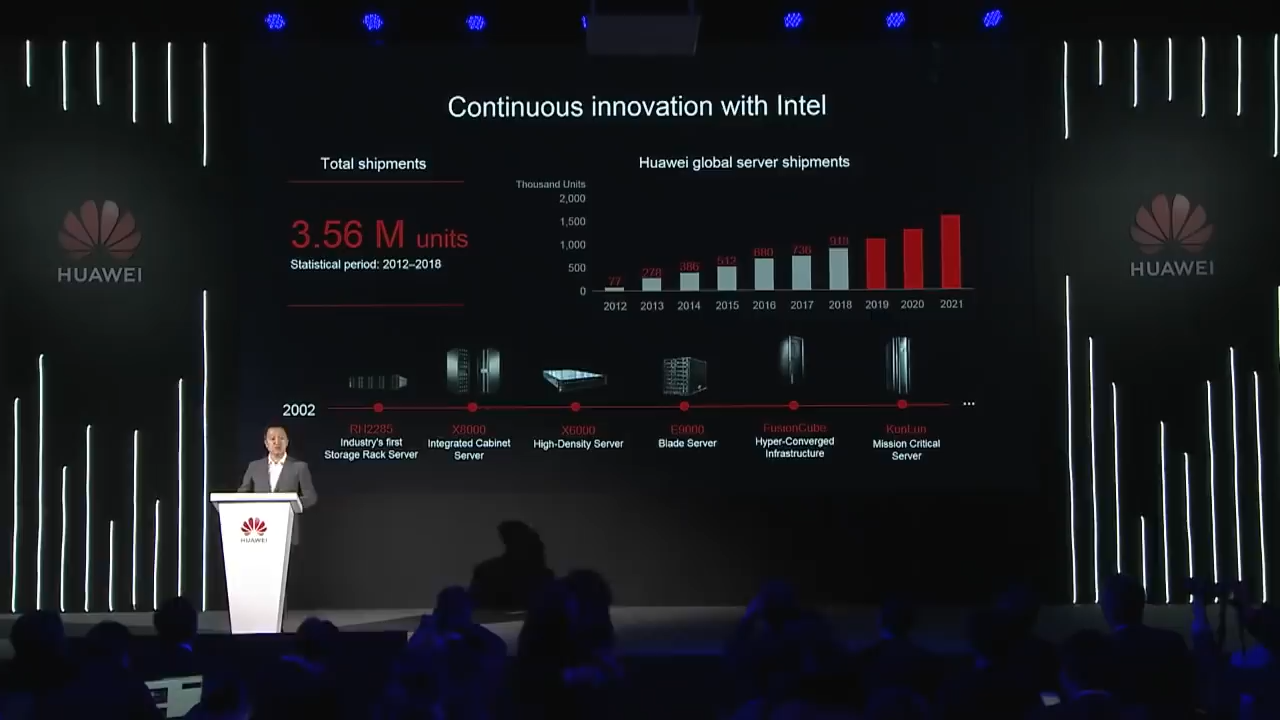 Continuous innovation with Intel
Total shipments
3.56 M units
Statistical period: 2012–2018
Huawei global server shipments
Thousand Units
2,000
1,500
1,000
500
0
77
278
386
512
680
736
919
2012 2013 2014 2015 2016 2017 2018 2019 2020 2021
HUAWEI
HUAWEI
2002
...
RH2285
Industry's first
Storage Rack Server
X8000
Integrated Cabinet
Server
X6000
High-Density Server
E9000
Blade Server
FusionCube
Hyper-Converged
Infrastructure
KunLun
Mission Critical
Server
HUAWEI